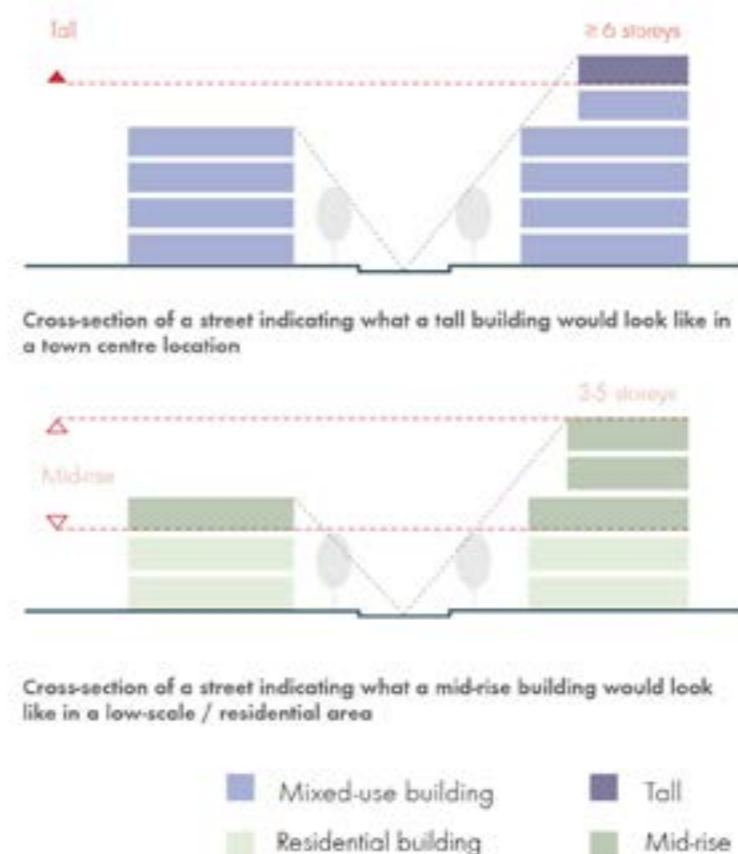 Tall
≥ 6 storeys
Cross-section of a street indicating what a tall building would look like in
a town centre location
3-5 storeys
Mid-rise
Cross-section of a street indicating what a mid-rise building would look
like in a low-scale / residential area
Mixed-use building
Tall
Residential building
Mid-rise